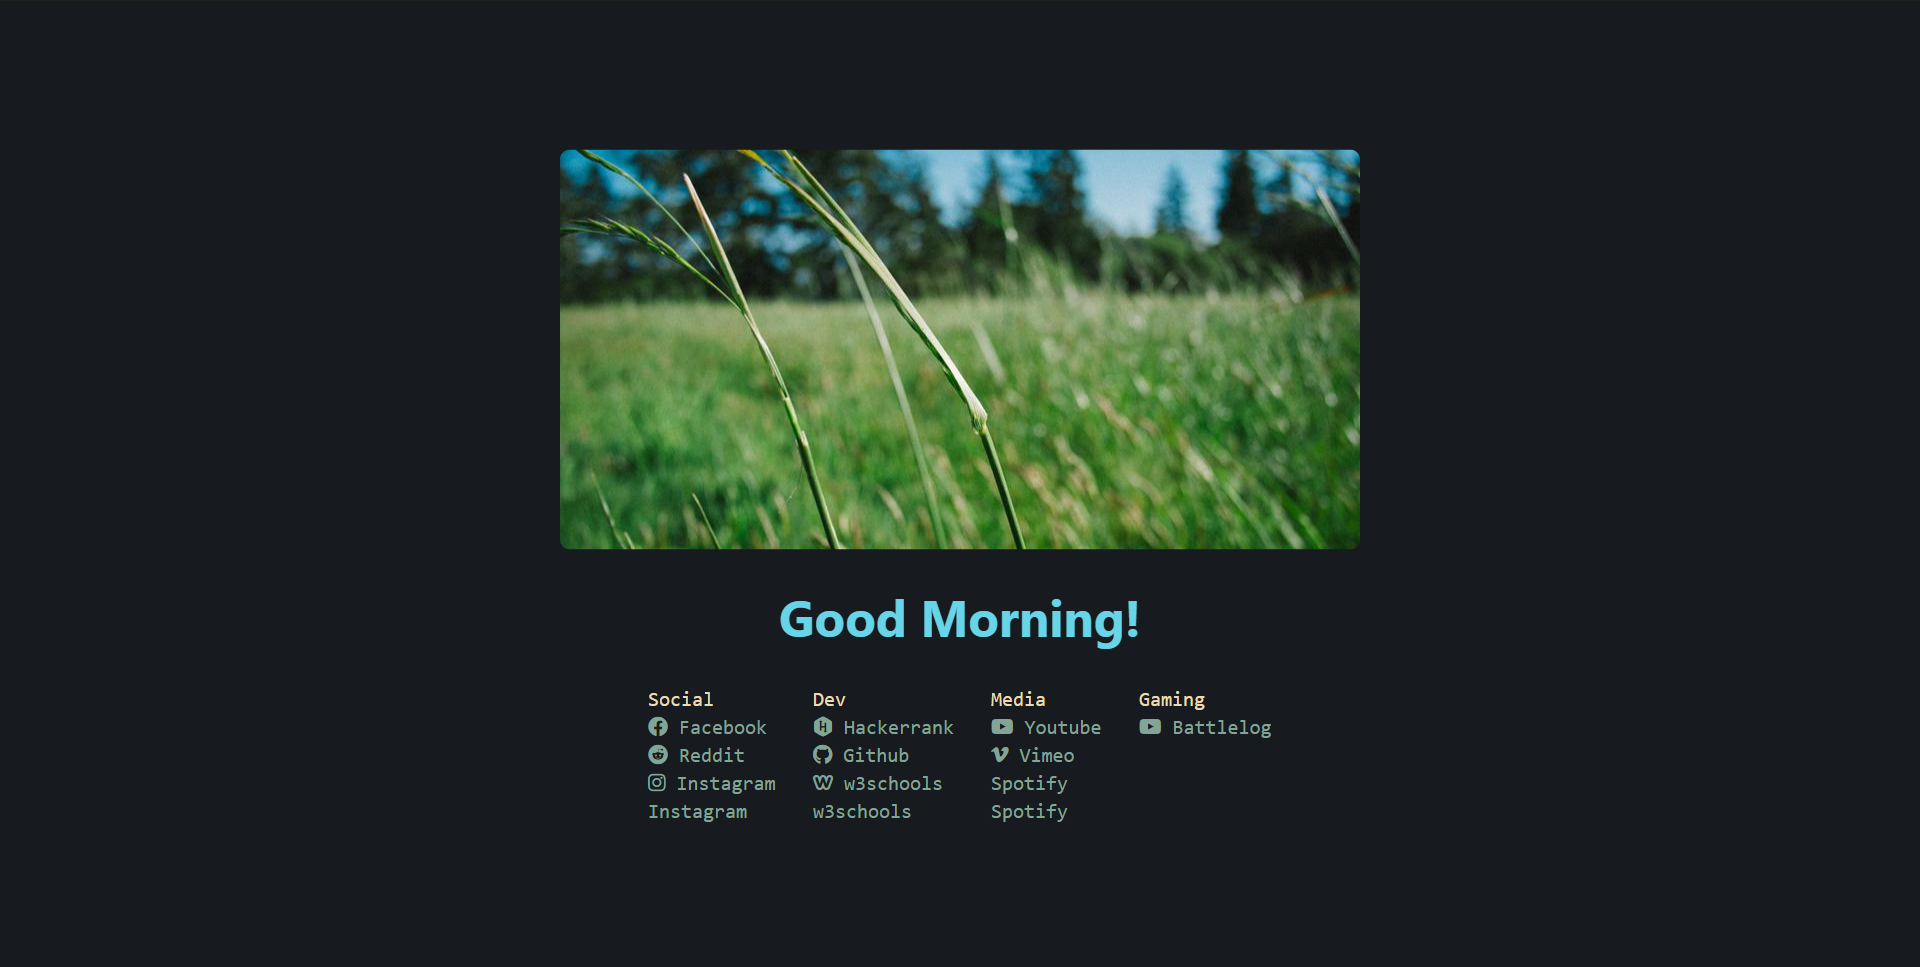 Good Morning!
Social
Facebook
Reddit
Instagram
Instagram
Dev
Hackerrank
Github
w3schools
w3schools
Media
Youtube
Vimeo
Spotify
Spotify
Gaming
Battlelog